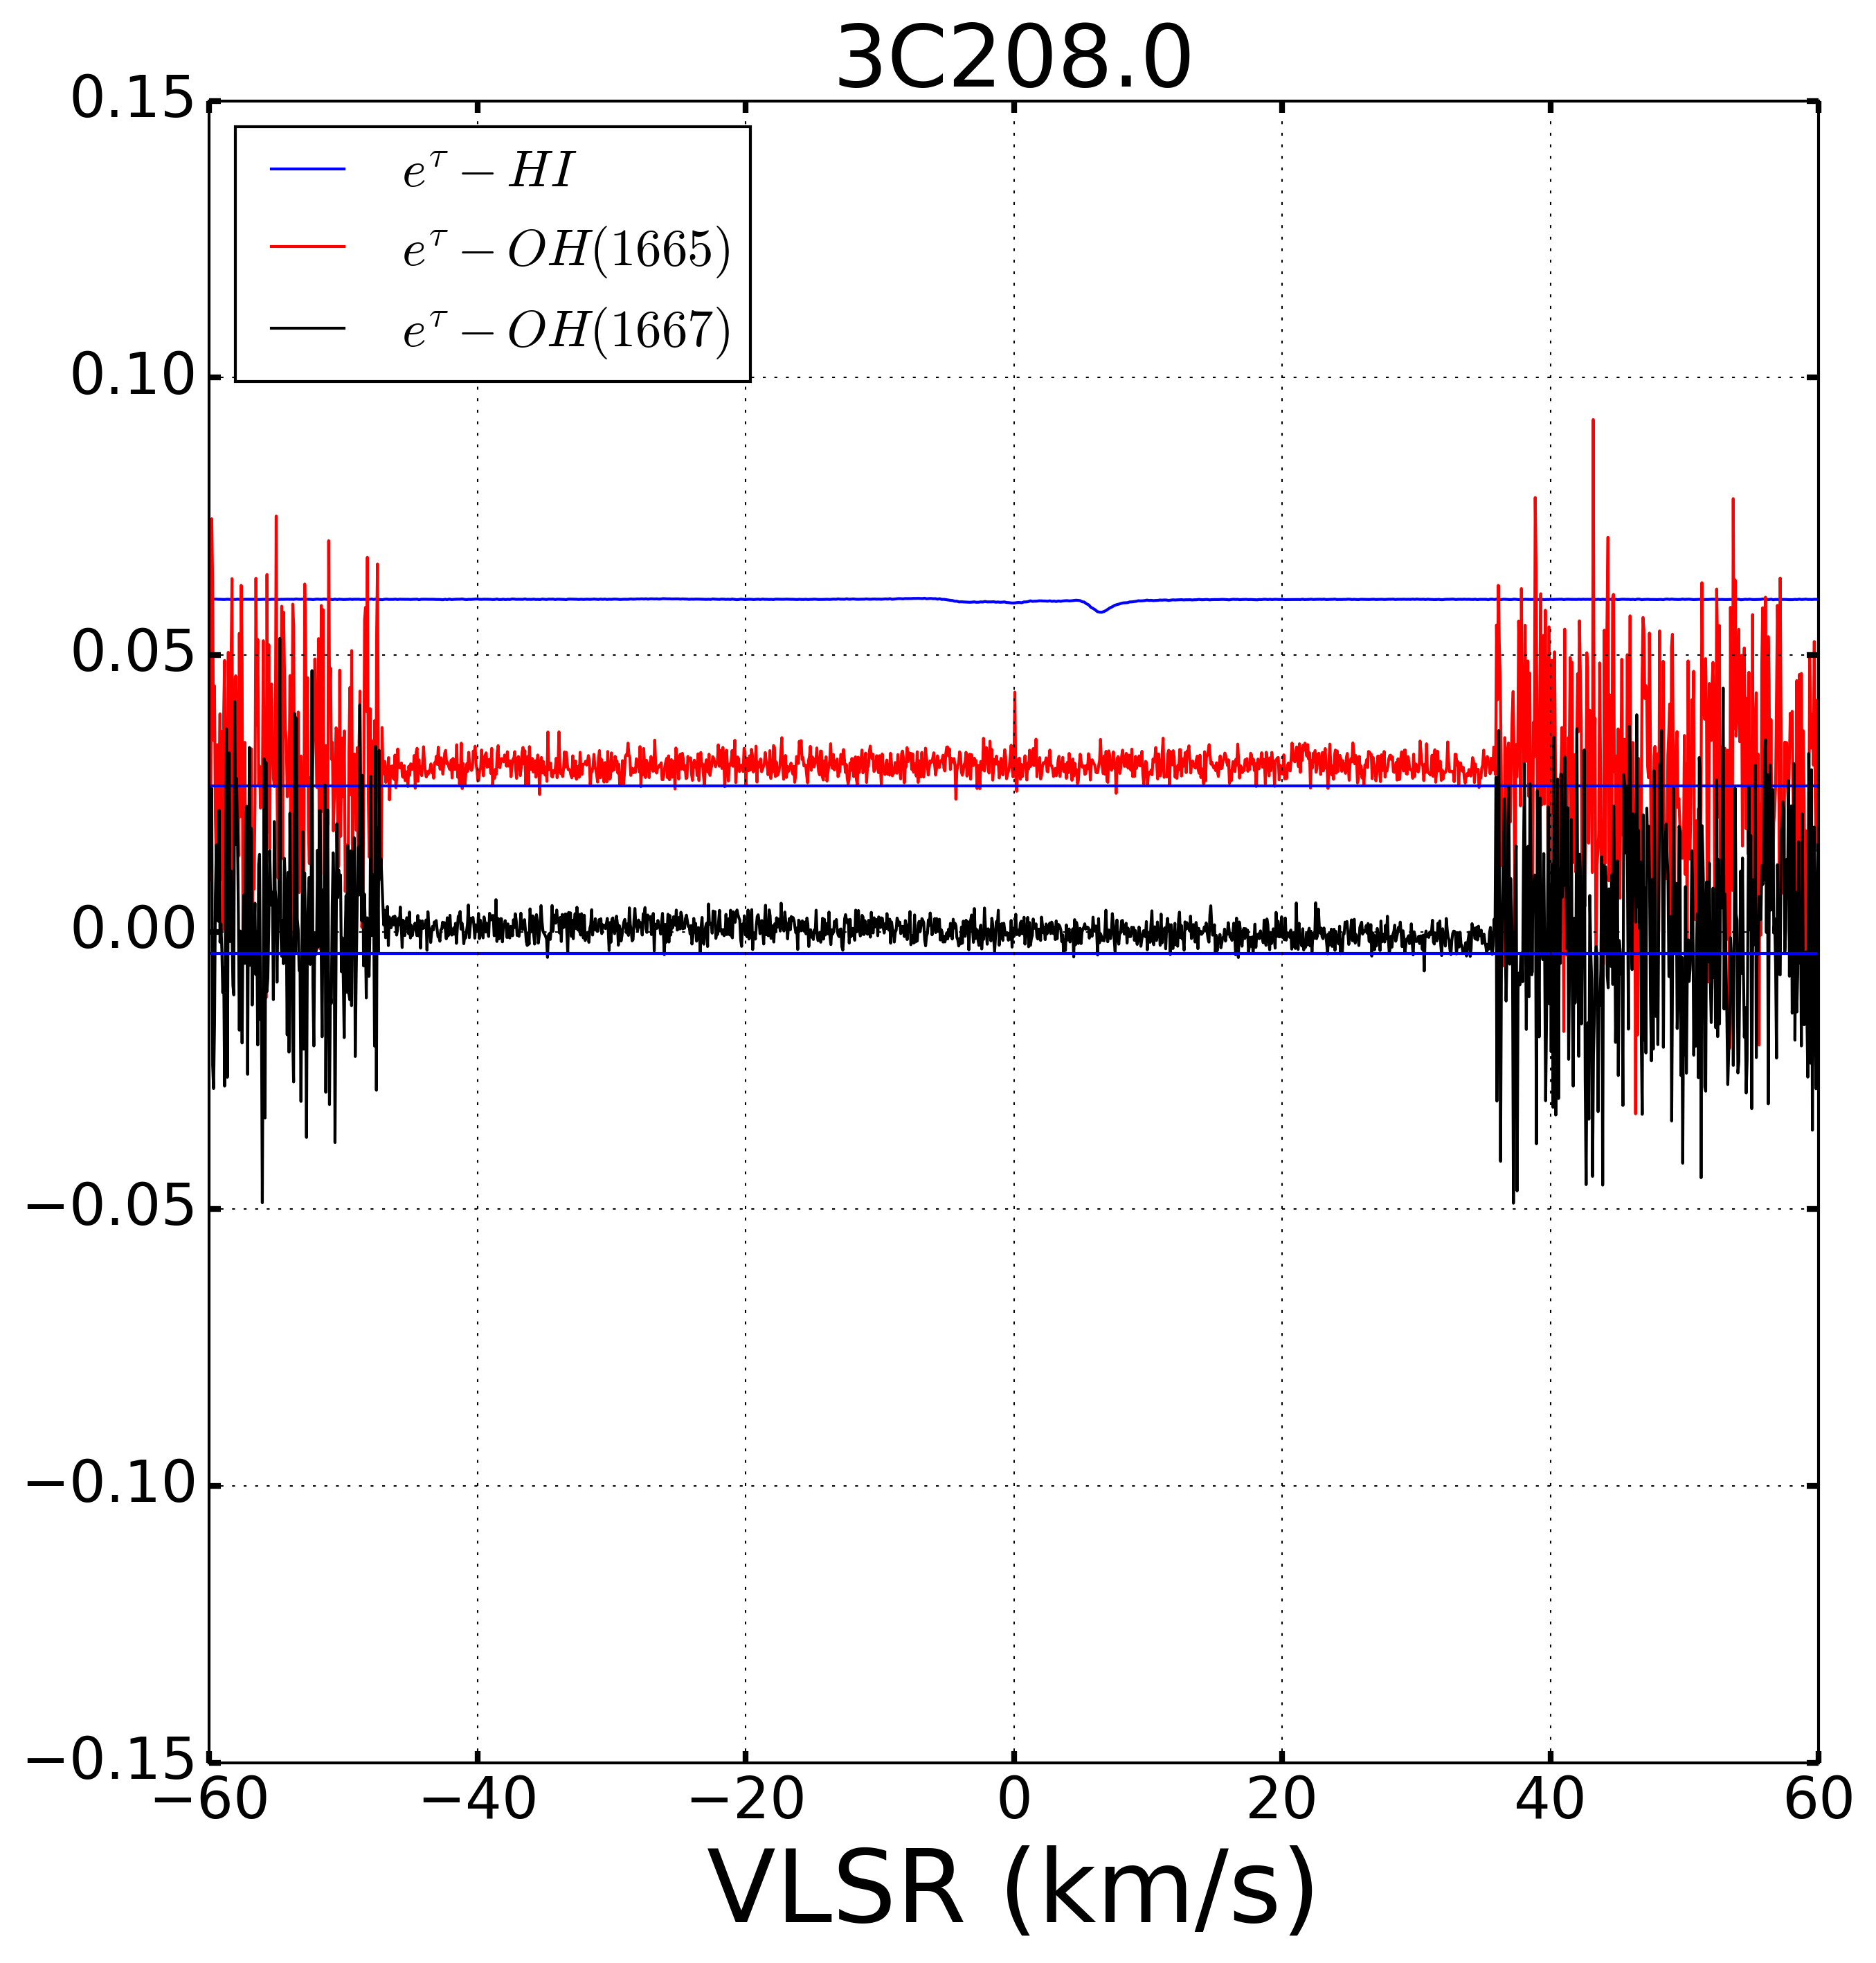 3C208.0
0.15
0.10
0.05
0.00
−0.05
−0.10
−0.15
e^τ − HI
e^τ − OH(1665)
e^τ − OH(1667)
−60 −40 −20 0 20 40 60
VLSR (km/s)